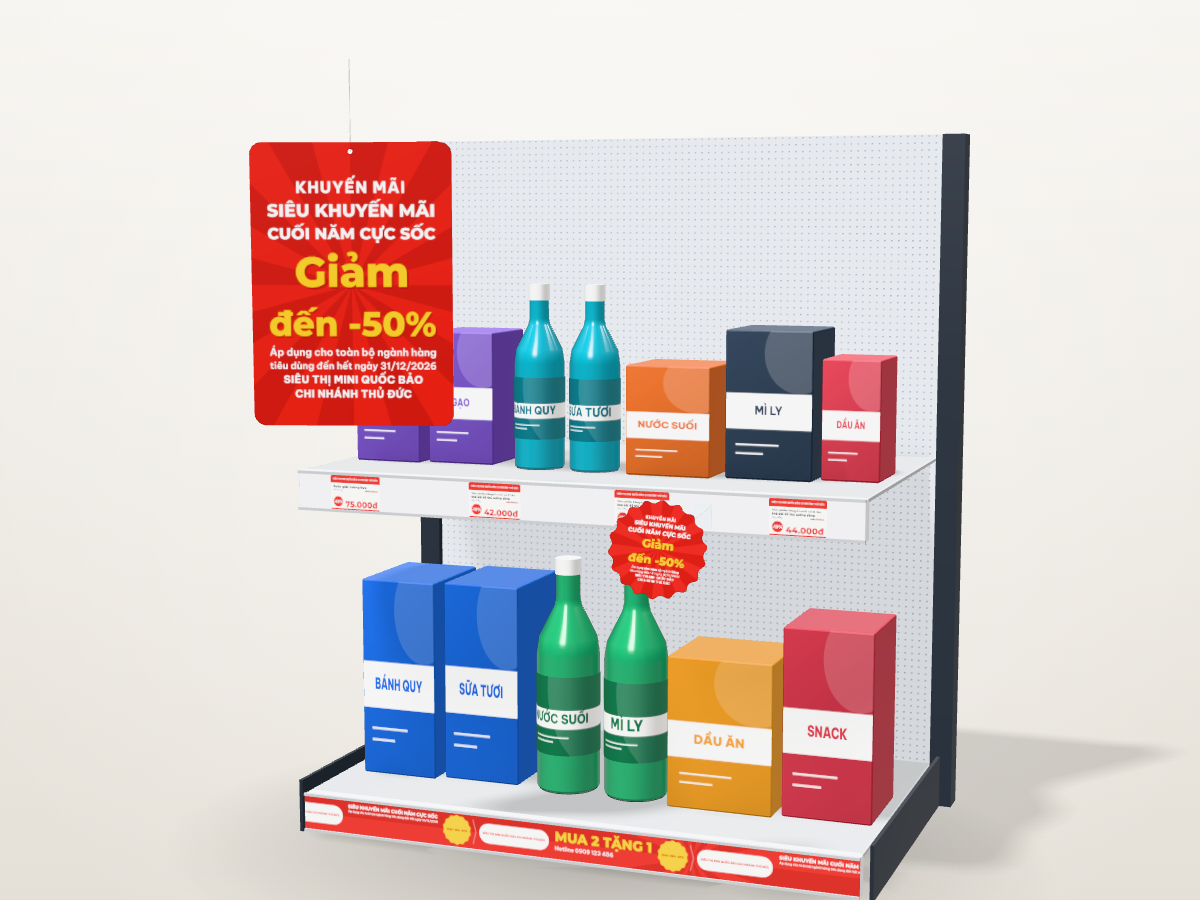 KHUYẾN MÃI
SIÊU KHUYẾN MÃI
CUỐI NĂM CỰC SỐC
Giảm
đến -50%
Áp dụng cho toàn bộ ngành hàng
tiêu dùng đến hết ngày 31/12/2026
SIÊU THỊ MINI QUỐC BẢO
CHI NHÁNH THỦ ĐỨC
GẠO
BÁNH QUY
SỮA TƯƠI
NƯỚC SUỐI
MÌ LY
DẦU ĂN
75.000đ
42.000đ
44.000đ
KHUYẾN MÃI
SIÊU KHUYẾN MÃI
CUỐI NĂM CỰC SỐC
Giảm
đến -50%
BÁNH QUY
SỮA TƯƠI
NƯỚC SUỐI
MÌ LY
DẦU ĂN
SNACK
SIÊU KHUYẾN MÃI CUỐI NĂM CỰC SỐC
MUA 2 TẶNG 1
Hotline 0909 123 456
SIÊU KHUYẾN MÃI CUỐI NĂM